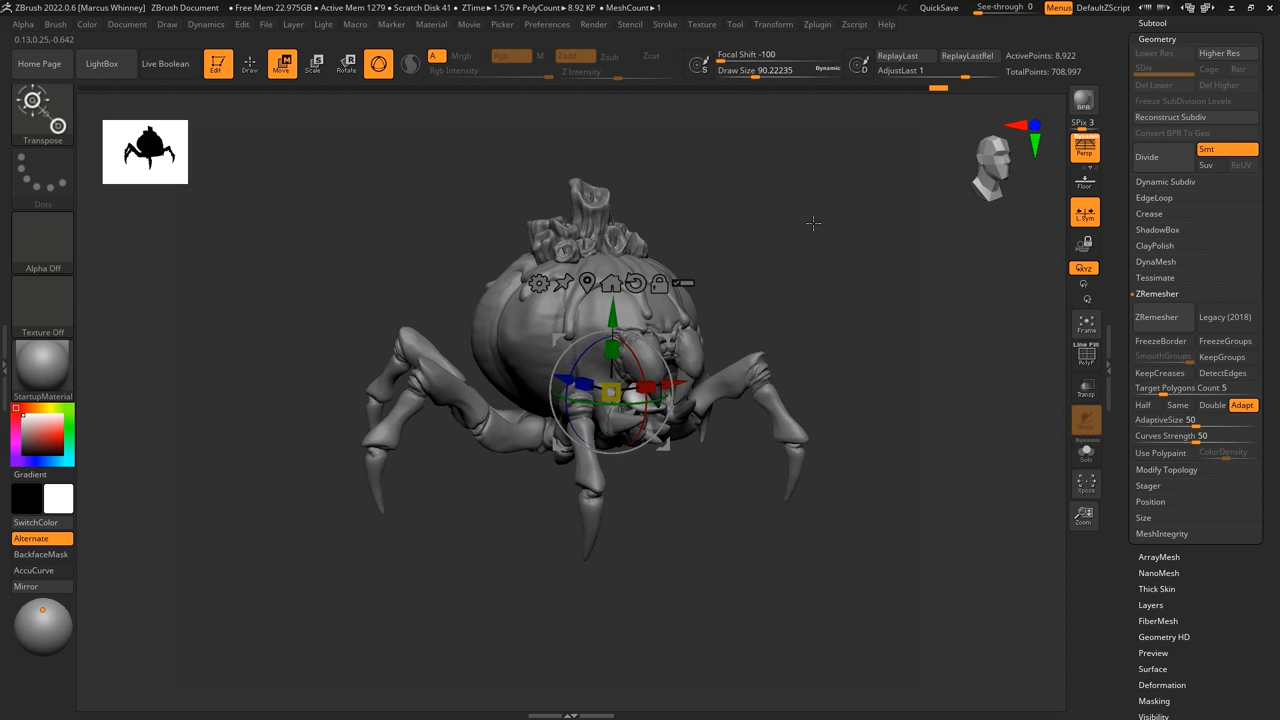 ZBrush 2022.0.6 [Marcus Whinney]  ZBrush Document  • Free Mem 22.975GB • Active Mem 1279 • Scratch Disk 41 • ZTime ▸ 1.576 • PolyCount ▸ 8.92 KP • MeshCount ▸ 1
AC QuickSave See-through 0 Menus DefaultZScript
Alpha Brush Color Document Draw Dynamics Edit File Layer Light Macro Marker Material Movie Picker Preferences Render Stencil Stroke Texture Tool Transform Zplugin Zscript Help
0.13,0.25,-0.642
Home Page LightBox Live Boolean
Edit Draw Move Scale Rotate
A Mrgb Rgb M Zadd Zsub Zcut
Rgb Intensity Z Intensity
S Focal Shift -100
Draw Size 90.22235 Dynamic
D ReplayLast ReplayLastRel
AdjustLast 1
ActivePoints: 8,922
TotalPoints: 708,997
Transpose
Dots
Alpha Off
Texture Off
StartupMaterial
Gradient
SwitchColor
Alternate
BackfaceMask
AccuCurve
Mirror
BPR
SPix 3
Dynamic
Persp
Floor
L.Sym
XYZ
Frame
Line Fill
PolyF
Transp
Dynamic
Solo
Xpose
Zoom
Subtool
Geometry
Lower Res Higher Res
SDiv Cage Rstr
Del Lower Del Higher
Freeze SubDivision Levels
Reconstruct Subdiv
Convert BPR To Geo
Divide Smt
Suv ReUV
Dynamic Subdiv
EdgeLoop
Crease
ShadowBox
ClayPolish
DynaMesh
Tessimate
ZRemesher
ZRemesher Legacy (2018)
FreezeBorder FreezeGroups
SmoothGroups KeepGroups
KeepCreases DetectEdges
Target Polygons Count 5
Half Same Double Adapt
AdaptiveSize 50
Curves Strength 50
Use Polypaint ColorDensity
Modify Topology
Stager
Position
Size
MeshIntegrity
ArrayMesh
NanoMesh
Thick Skin
Layers
FiberMesh
Geometry HD
Preview
Surface
Deformation
Masking
Visibility